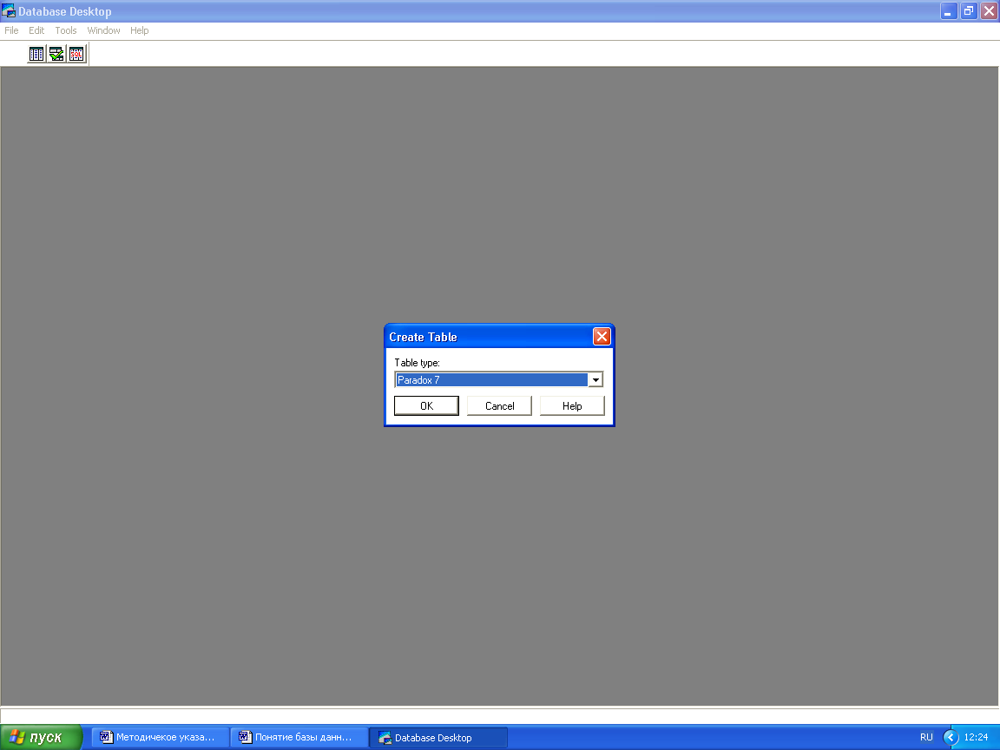 Database Desktop
File Edit Tools Window Help
SQL
Create Table
Table type:
Paradox 7
OK Cancel Help
пуск Методичекое указа... Понятие базы данн... Database Desktop RU 12:24